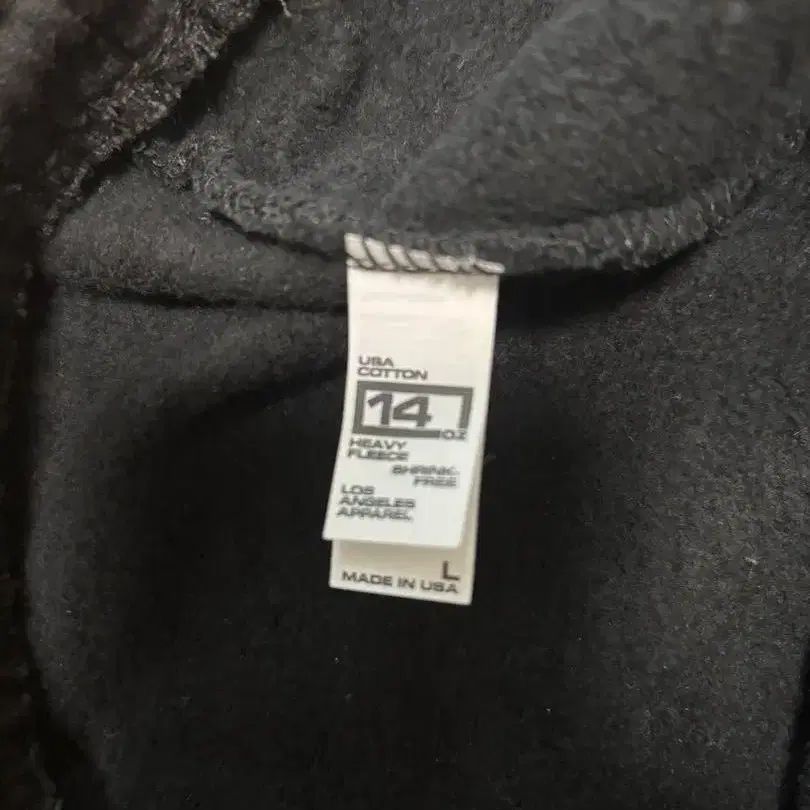 USA
COTTON
14
OZ
HEAVY
FLEECE
SHRINK-
FREE
LOS
ANGELES
APPAREL
L
MADE IN USA